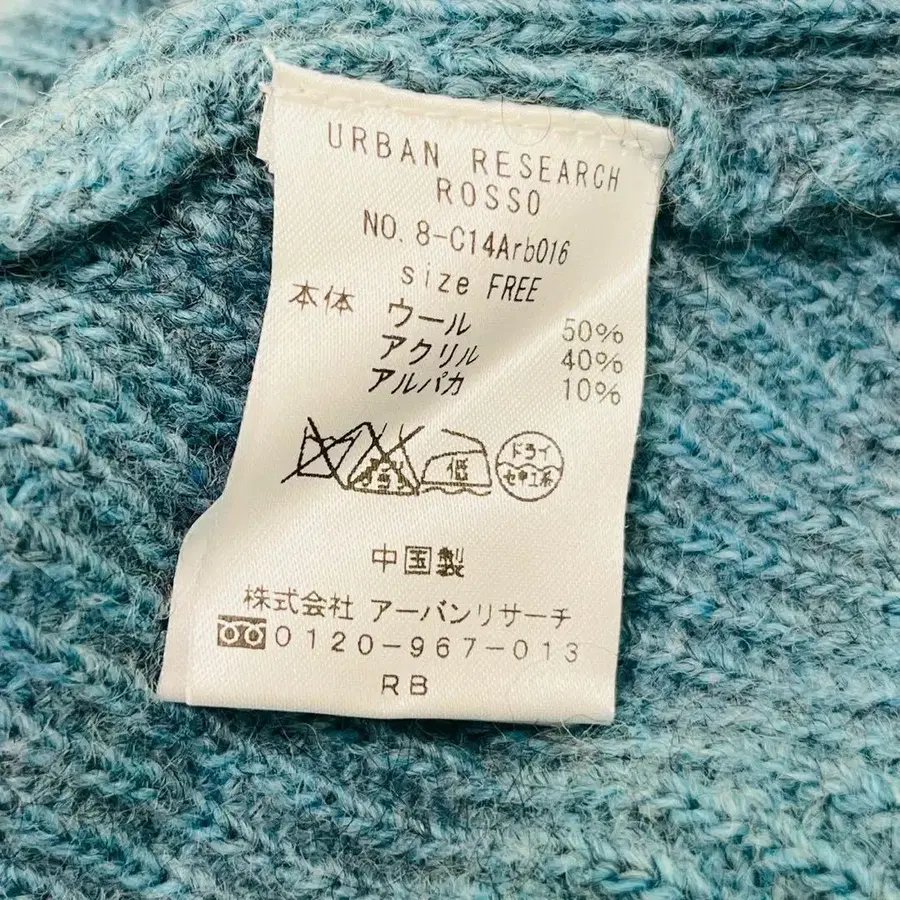 URBAN RESEARCH
ROSSO
NO. 8-C14Arb016
size FREE
本体 ウール 50%
アクリル 40%
アルパカ 10%
低 ドライ
セキユ系
中国製
株式会社 アーバンリサーチ
0120-967-013
RB